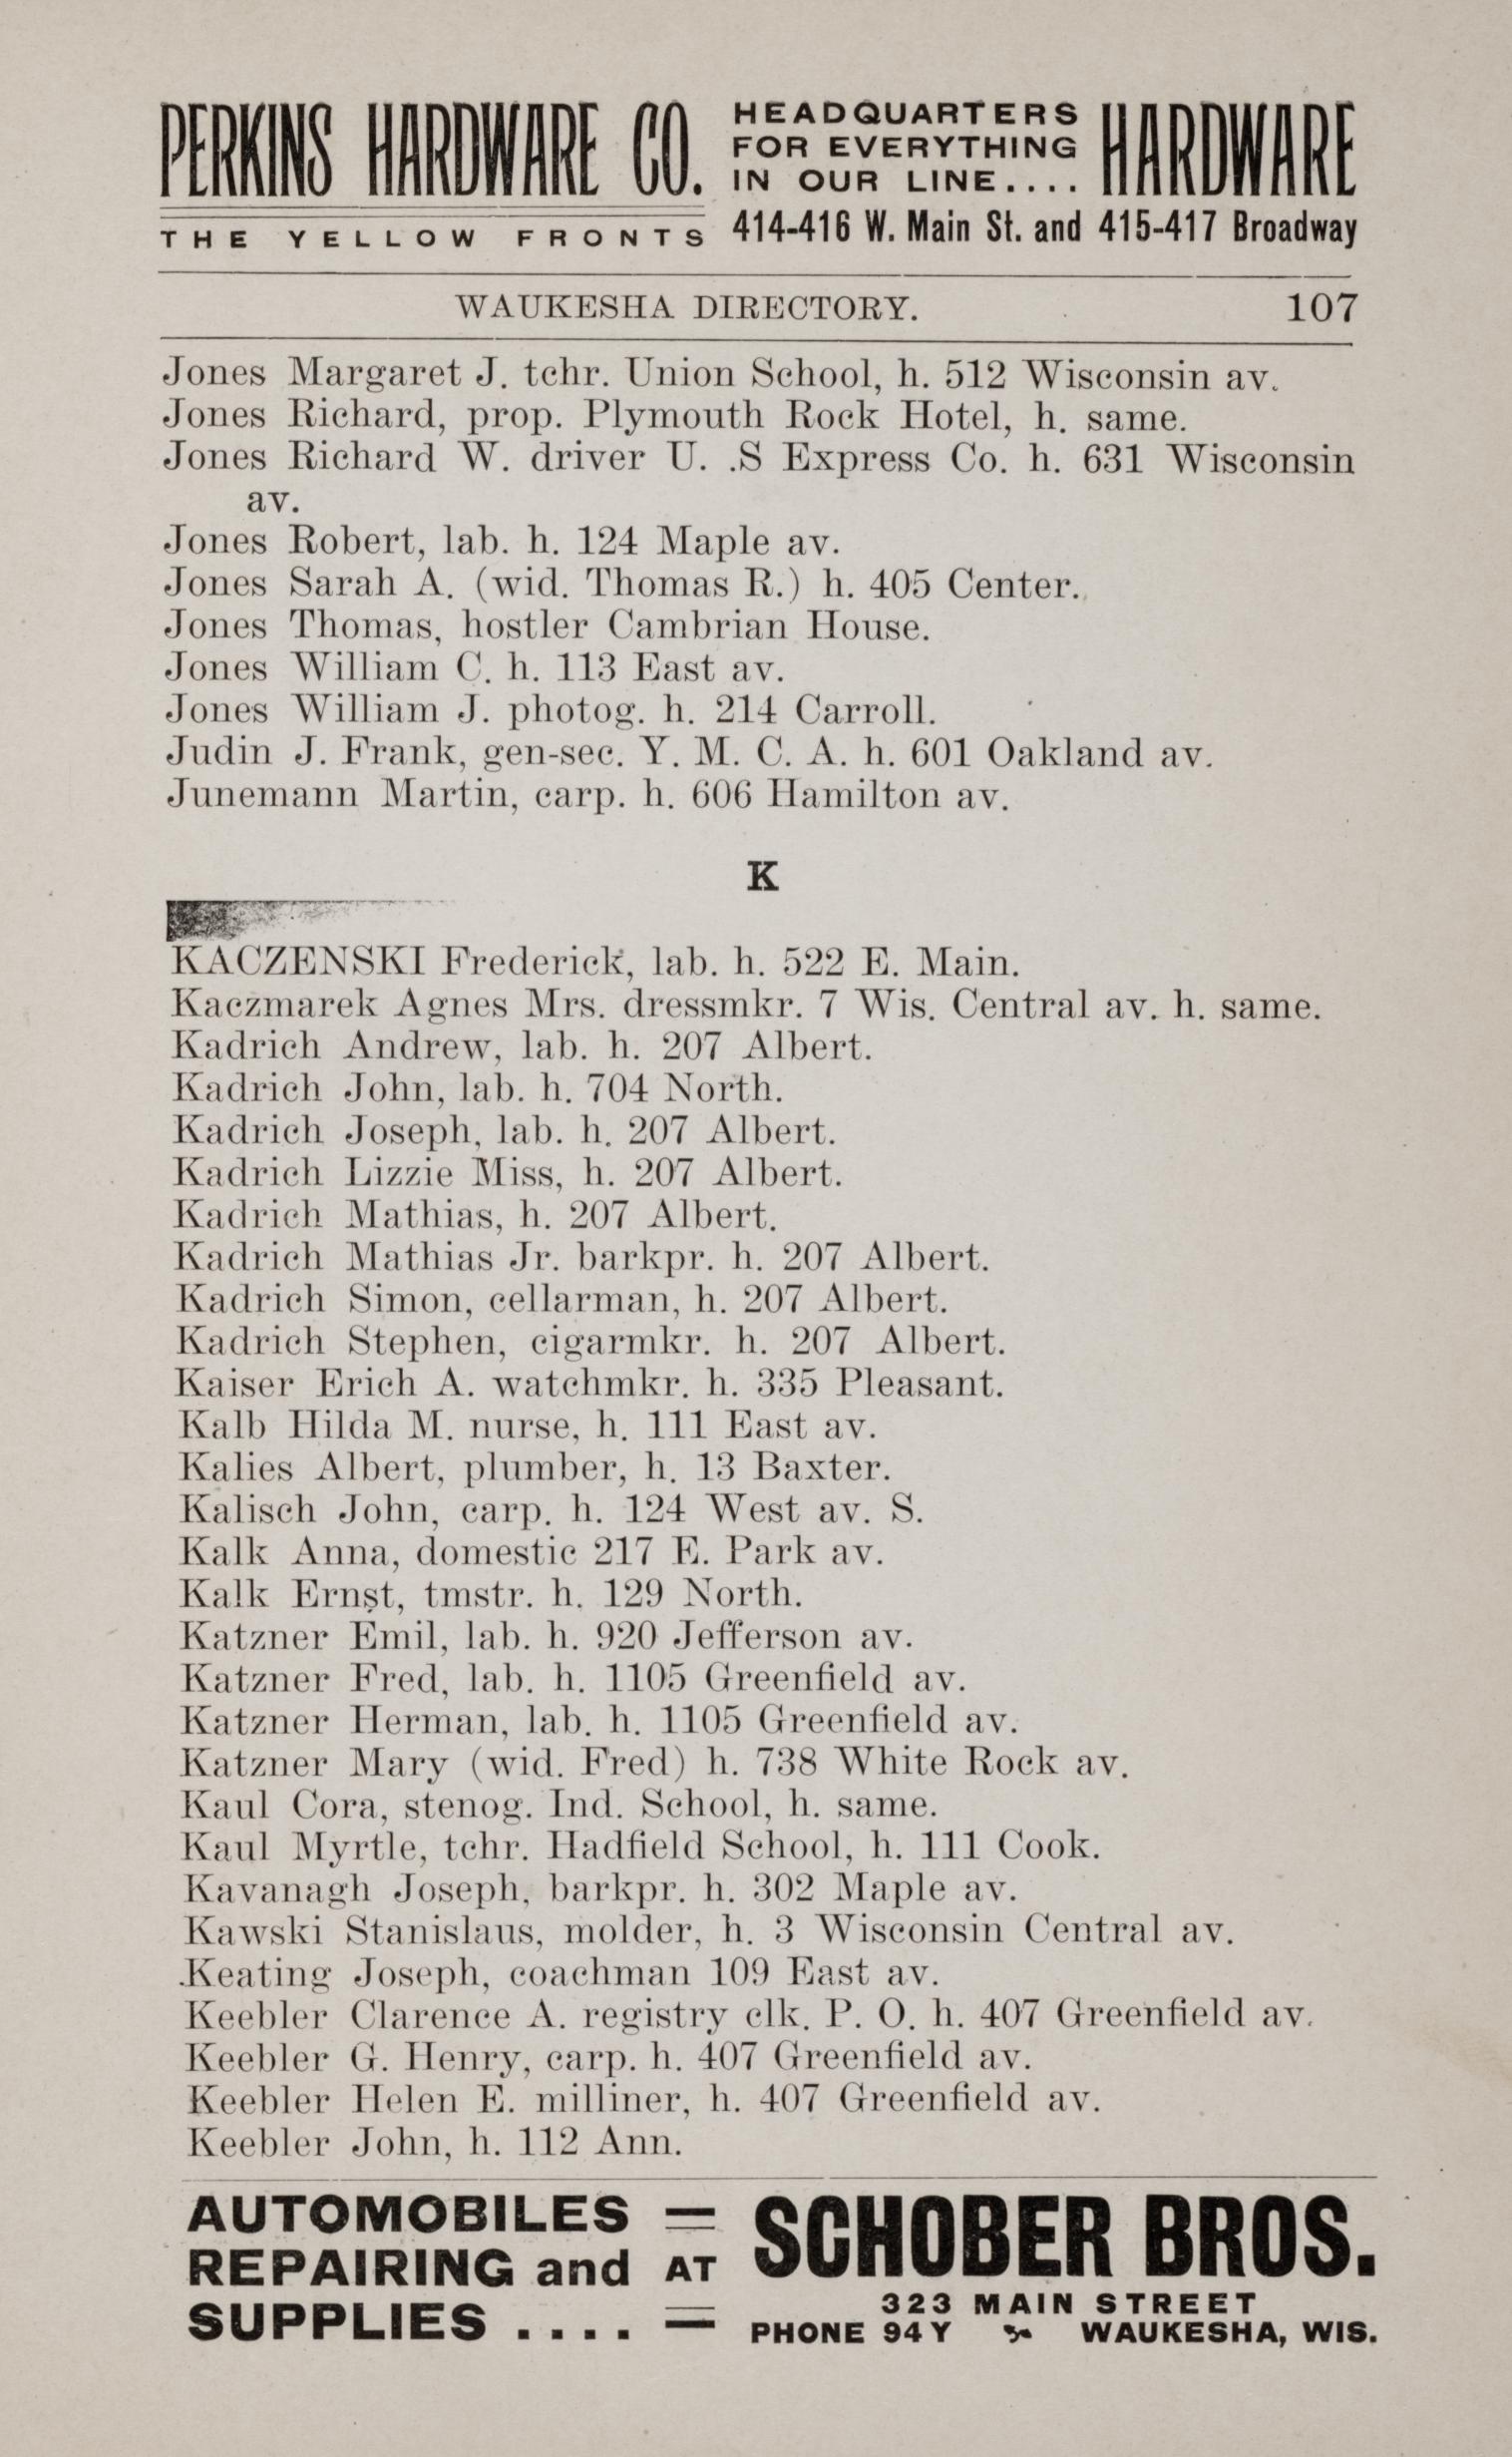 PERKINS HARDWARE CO. HEADQUARTERS FOR EVERYTHING IN OUR LINE.... HARDWARE
THE YELLOW FRONTS 414-416 W. Main St. and 415-417 Broadway
WAUKESHA DIRECTORY. 107
Jones Margaret J. tchr. Union School, h. 512 Wisconsin av.
Jones Richard, prop. Plymouth Rock Hotel, h. same.
Jones Richard W. driver U. .S Express Co. h. 631 Wisconsin
av.
Jones Robert, lab. h. 124 Maple av.
Jones Sarah A. (wid. Thomas R.) h. 405 Center.
Jones Thomas, hostler Cambrian House.
Jones William C. h. 113 East av.
Jones William J. photog. h. 214 Carroll.
Judin J. Frank, gen-sec. Y. M. C. A. h. 601 Oakland av.
Junemann Martin, carp. h. 606 Hamilton av.
K
KACZENSKI Frederick, lab. h. 522 E. Main.
Kaczmarek Agnes Mrs. dressmkr. 7 Wis. Central av. h. same.
Kadrich Andrew, lab. h. 207 Albert.
Kadrich John, lab. h. 704 North.
Kadrich Joseph, lab. h. 207 Albert.
Kadrich Lizzie Miss, h. 207 Albert.
Kadrich Mathias, h. 207 Albert.
Kadrich Mathias Jr. barkpr. h. 207 Albert.
Kadrich Simon, cellarman, h. 207 Albert.
Kadrich Stephen, cigarmkr. h. 207 Albert.
Kaiser Erich A. watchmkr. h. 335 Pleasant.
Kalb Hilda M. nurse, h. 111 East av.
Kalies Albert, plumber, h. 13 Baxter.
Kalisch John, carp. h. 124 West av. S.
Kalk Anna, domestic 217 E. Park av.
Kalk Ernst, tmstr. h. 129 North.
Katzner Emil, lab. h. 920 Jefferson av.
Katzner Fred, lab. h. 1105 Greenfield av.
Katzner Herman, lab. h. 1105 Greenfield av.
Katzner Mary (wid. Fred) h. 738 White Rock av.
Kaul Cora, stenog. Ind. School, h. same.
Kaul Myrtle, tchr. Hadfield School, h. 111 Cook.
Kavanagh Joseph, barkpr. h. 302 Maple av.
Kawski Stanislaus, molder, h. 3 Wisconsin Central av.
Keating Joseph, coachman 109 East av.
Keebler Clarence A. registry clk. P. O. h. 407 Greenfield av.
Keebler G. Henry, carp. h. 407 Greenfield av.
Keebler Helen E. milliner, h. 407 Greenfield av.
Keebler John, h. 112 Ann.
AUTOMOBILES
REPAIRING and AT SCHOBER BROS.
SUPPLIES ....
323 MAIN STREET
PHONE 94 Y WAUKESHA, WIS.